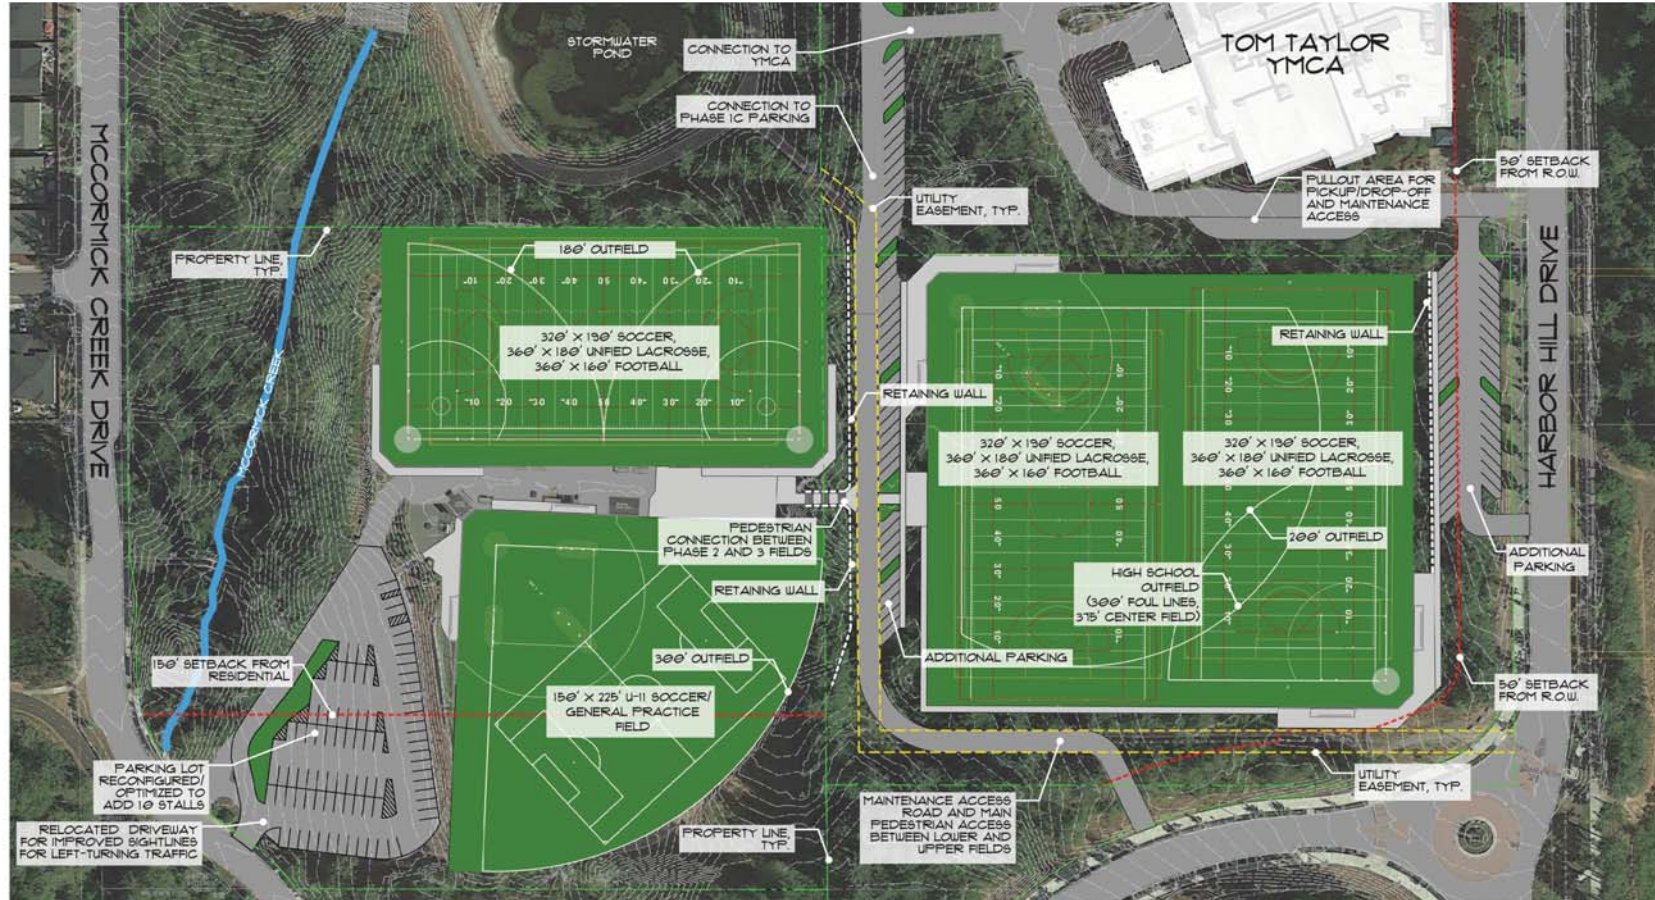 STORMWATER
POND
CONNECTION TO
YMCA
TOM TAYLOR
YMCA
CONNECTION TO
PHASE 1C PARKING
MCCORMICK CREEK DRIVE
50' SETBACK
FROM R.O.W.
PULLOUT AREA FOR
PICKUP/DROP-OFF
AND MAINTENANCE
ACCESS
UTILITY
EASEMENT, TYP.
HARBOR HILL DRIVE
PROPERTY LINE,
TYP.
180' OUTFIELD
320' X 190' SOCCER,
360' X 180' UNIFIED LACROSSE,
360' X 160' FOOTBALL
RETAINING WALL
MCCORMICK CREEK
RETAINING WALL
320' X 190' SOCCER,
360' X 180' UNIFIED LACROSSE,
360' X 160' FOOTBALL
320' X 190' SOCCER,
360' X 180' UNIFIED LACROSSE,
360' X 160' FOOTBALL
PEDESTRIAN
CONNECTION BETWEEN
PHASE 2 AND 3 FIELDS
200' OUTFIELD
ADDITIONAL
PARKING
RETAINING WALL
HIGH SCHOOL
OUTFIELD
(300' FOUL LINES,
375' CENTER FIELD)
300' OUTFIELD
ADDITIONAL PARKING
150' SETBACK FROM
RESIDENTIAL
150' X 225' U-11 SOCCER/
GENERAL PRACTICE
FIELD
50' SETBACK
FROM R.O.W.
PARKING LOT
RECONFIGURED/
OPTIMIZED TO
ADD 10 STALLS
UTILITY
EASEMENT, TYP.
MAINTENANCE ACCESS
ROAD AND MAIN
PEDESTRIAN ACCESS
BETWEEN LOWER AND
UPPER FIELDS
RELOCATED DRIVEWAY
FOR IMPROVED SIGHTLINES
FOR LEFT-TURNING TRAFFIC
PROPERTY LINE,
TYP.